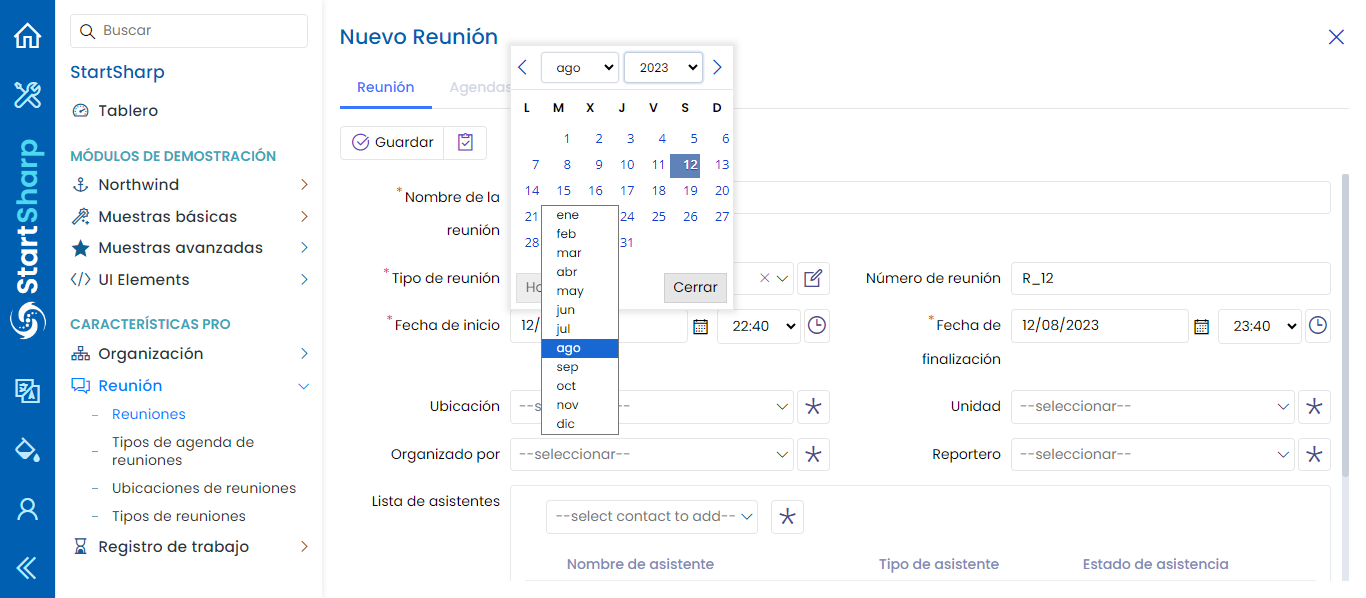 Buscar
StartSharp
Tablero
MÓDULOS DE DEMOSTRACIÓN
Northwind
Muestras básicas
Muestras avanzadas
UI Elements
CARACTERÍSTICAS PRO
Organización
Reunión
Reuniones
Tipos de agenda de
reuniones
Ubicaciones de reuniones
Tipos de reuniones
Registro de trabajo
StartSharp
Nuevo Reunión
Reunión Agendas
Guardar
ago 2023
L M X J V S D
1 2 3 4 5 6
7 8 9 10 11 12 13
14 15 16 17 18 19 20
21 24 25 26 27
28 31
Cerrar
ene
feb
mar
abr
may
jun
jul
ago
sep
oct
nov
dic
*Nombre de la
reunión
*Tipo de reunión
Número de reunión R_12
*Fecha de inicio 12/ 22:40
*Fecha de
finalización
12/08/2023 23:40
Ubicación
Unidad --seleccionar--
Organizado por --seleccionar--
Reportero --seleccionar--
Lista de asistentes
--select contact to add--
Nombre de asistente Tipo de asistente Estado de asistencia